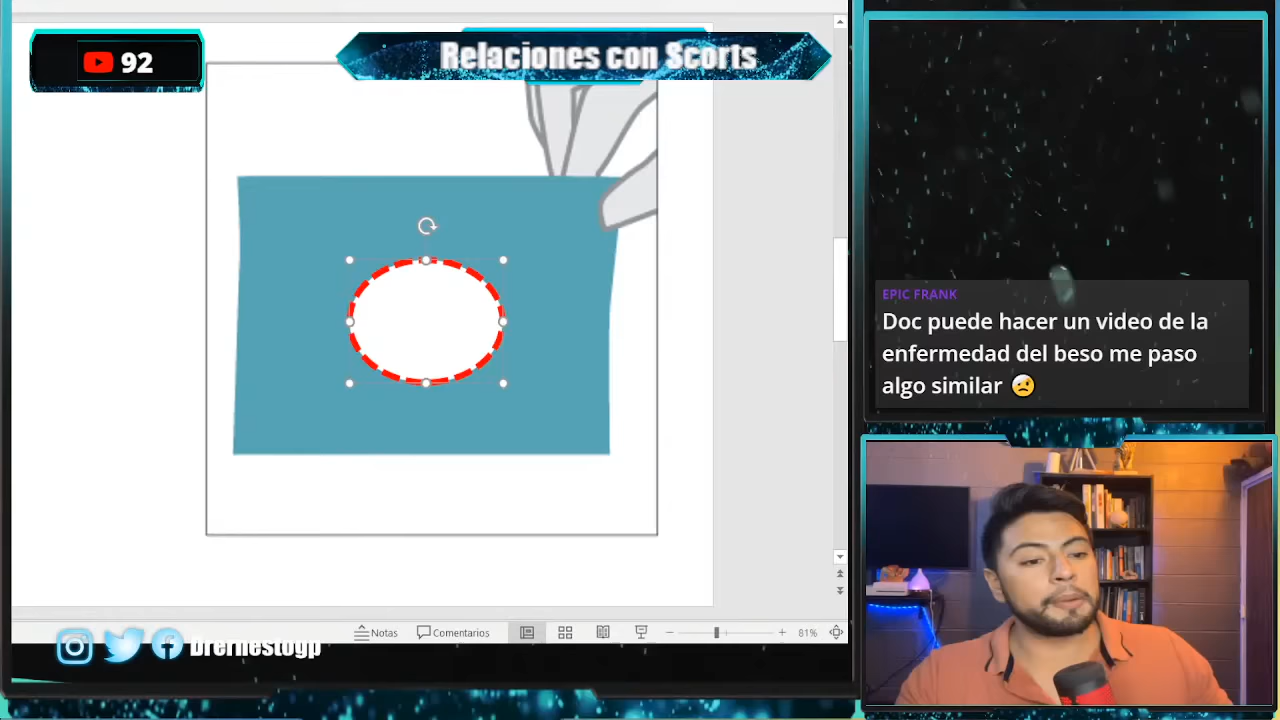 92
Relaciones con Scorts
EPIC FRANK
Doc puede hacer un video de la
enfermedad del beso me paso
algo similar 🤕
Notas
Comentarios
81%
Drernestogp